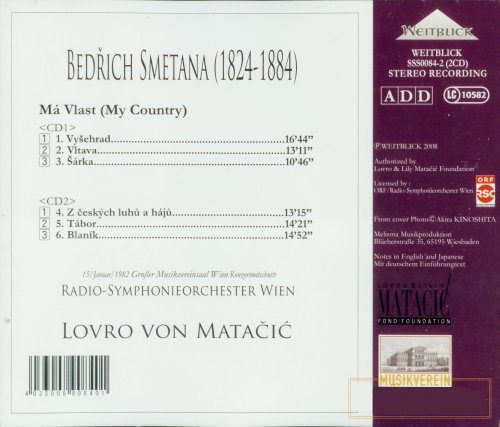 BEDŘICH SMETANA (1824-1884)
Má Vlast (My Country)
<CD1>
1 1. Vyšehrad 16'44"
2 2. Vltava 13'11"
3 3. Šárka 10'46"
<CD2>
1 4. Z českých luhů a hájů 13'15"
2 5. Tábor 14'21"
3 6. Blaník 14'52"
15/Januar/1982 Großer Musikvereinsaal Wien Konzertmitschnitt
RADIO-SYMPHONIEORCHESTER WIEN
LOVRO VON MATAČIĆ
4033008908401
WEITBLICK
WEITBLICK
SSS0084-2 (2CD)
STEREO RECORDING
ADD
LC 10582
Ⓟ WEITBLICK 2008
Authorized by
Lovro & Lily Matačić Foundation
Licensed by :
ORF/Radio-Symphonieorchester Wien
ORF
RSO
Front cover Photo © Akira KINOSHITA
Melisma Musikproduktion
Blücherstraße 35, 65195 Wiesbaden
Notes in English and Japanese
Mit deutschem Einführungtext
LOVRO & LILY
MATAČIĆ
FOND/FOUNDATION
MUSIKVEREIN